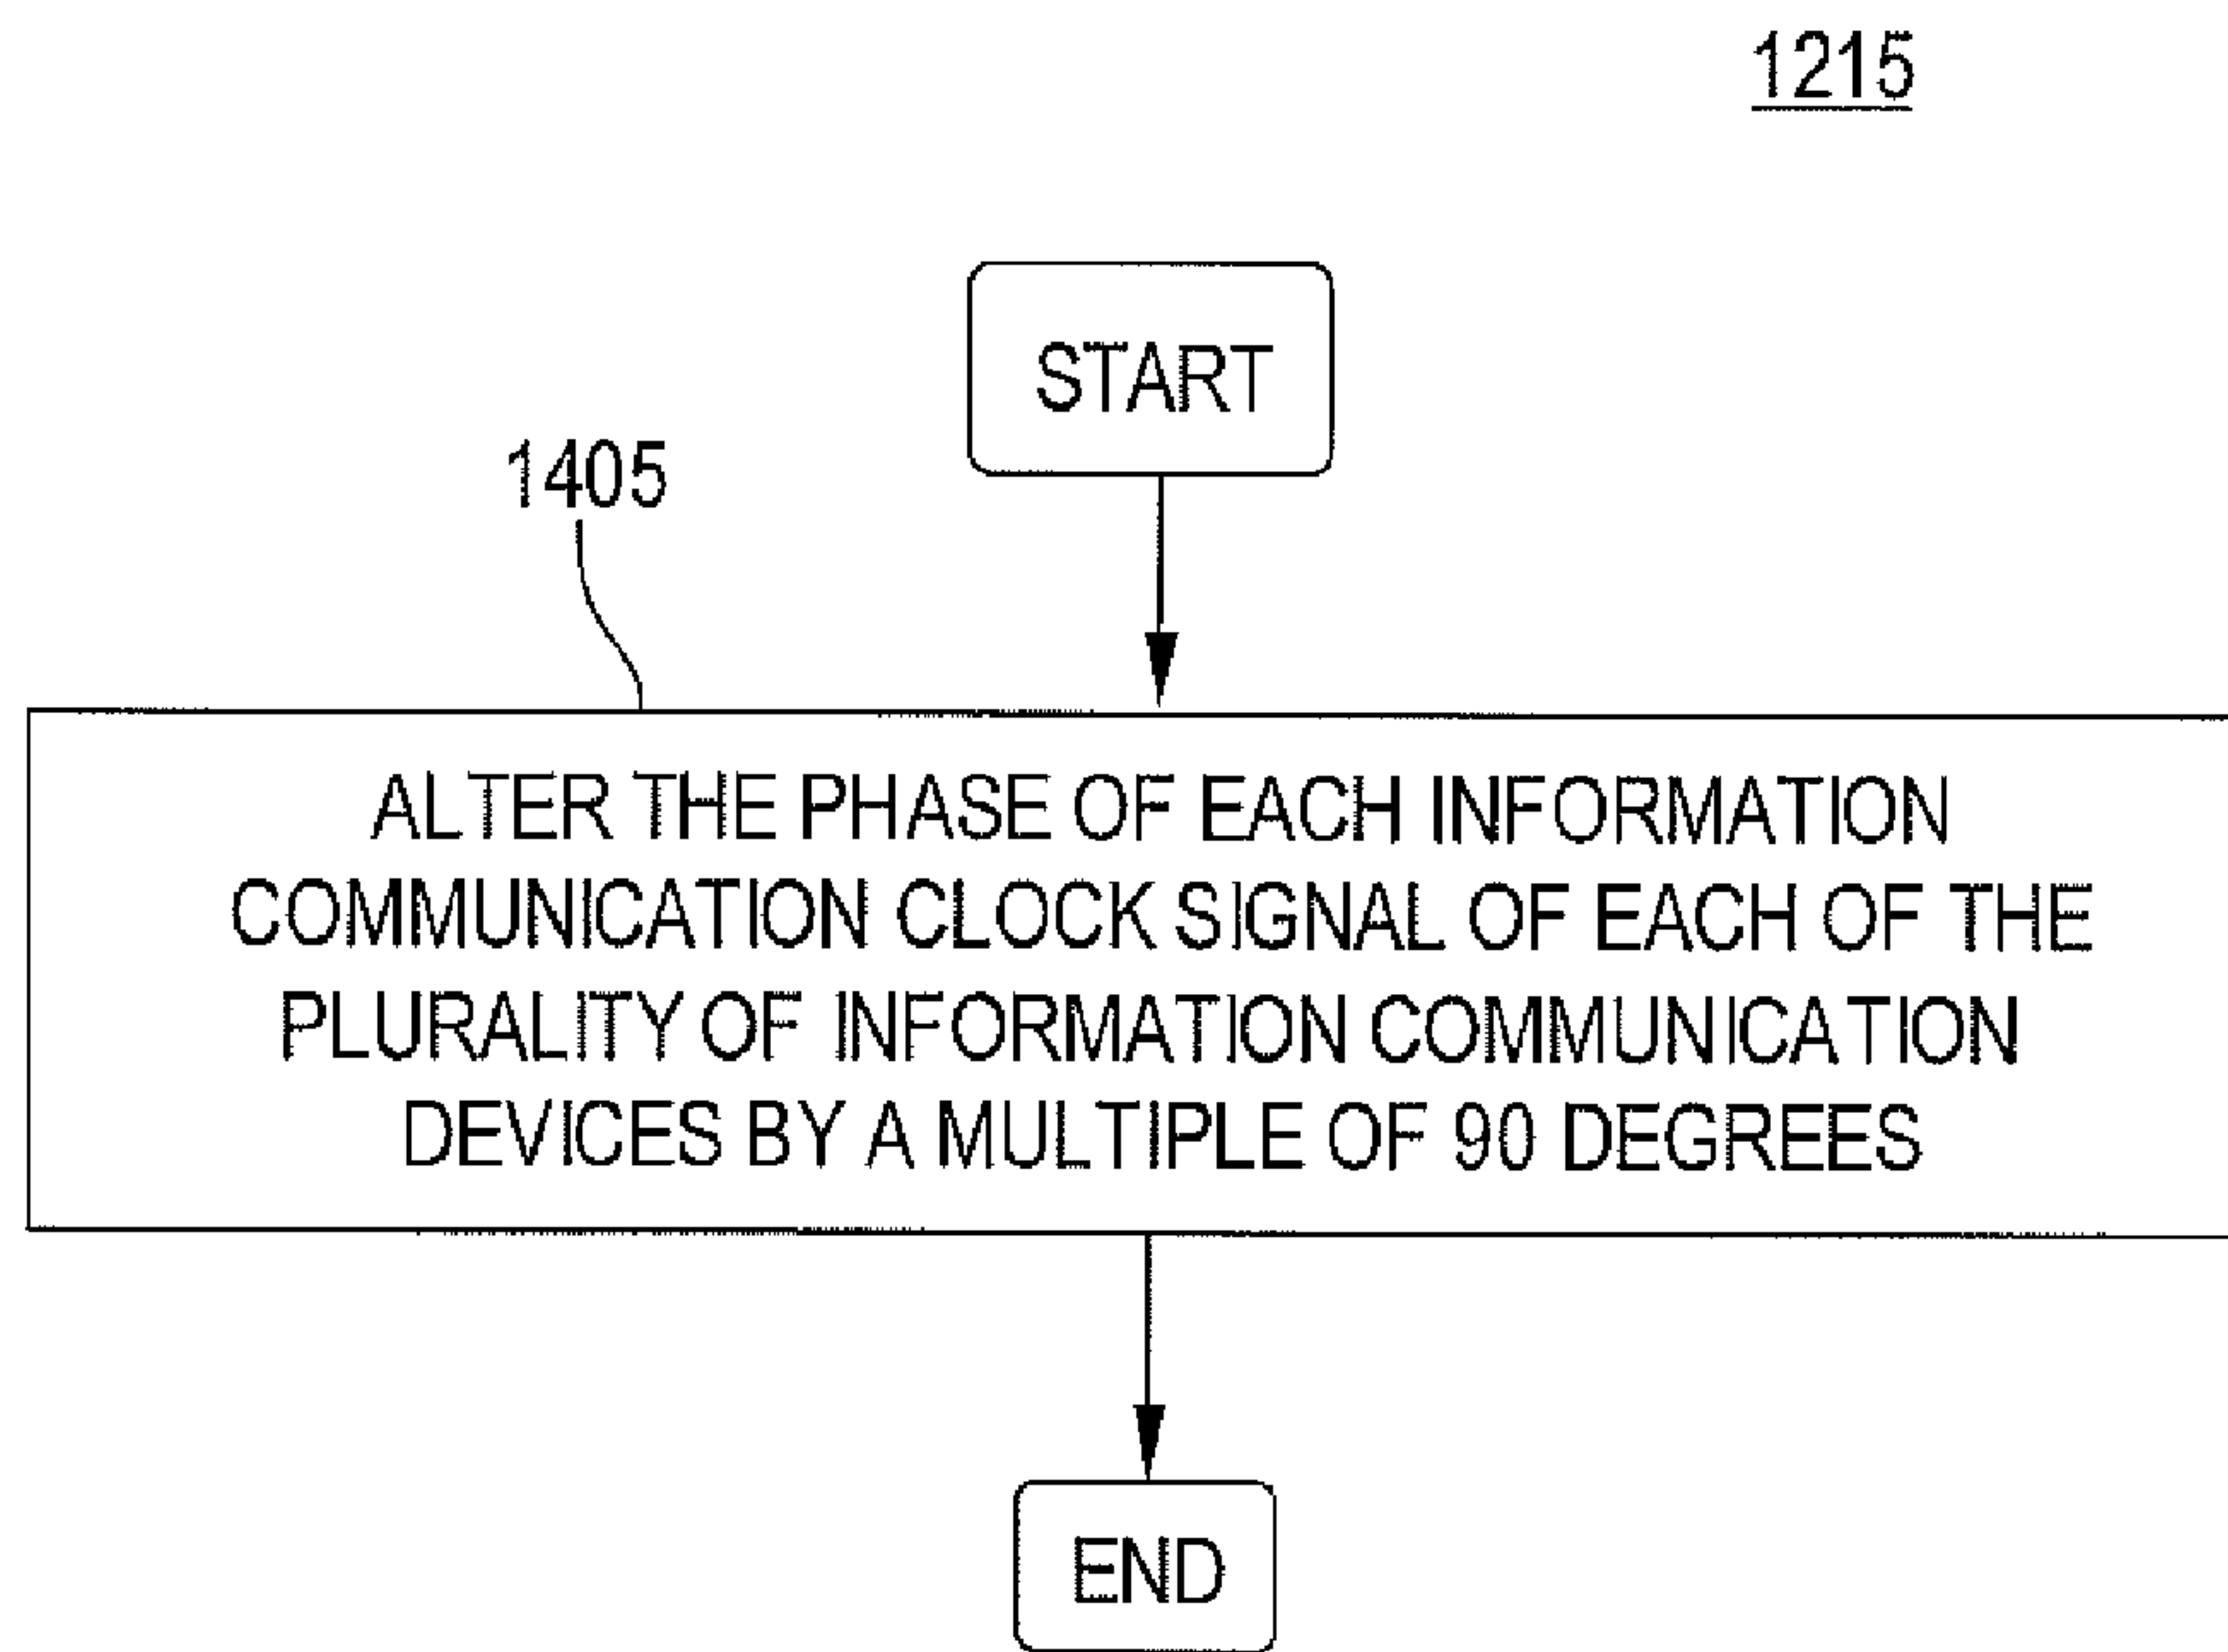 1215
START
1405
ALTER THE PHASE OF EACH INFORMATION
COMMUNICATION CLOCK SIGNAL OF EACH OF THE
PLURALITY OF INFORMATION COMMUNICATION
DEVICES BY A MULTIPLE OF 90 DEGREES
END